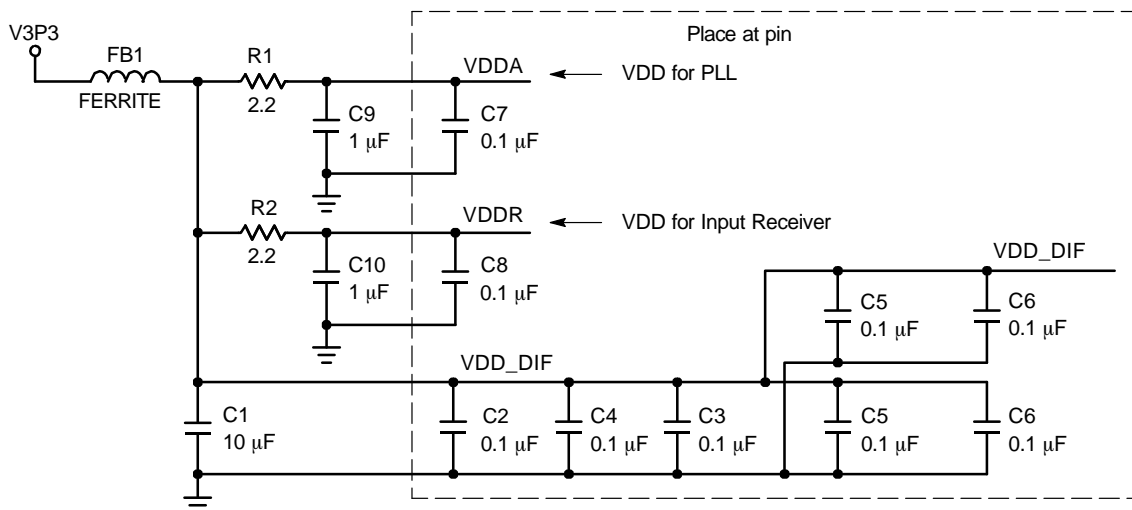 Place at pin
V3P3
FB1
FERRITE
R1
2.2
VDDA
VDD for PLL
C9
1 μF
C7
0.1 μF
R2
2.2
VDDR
VDD for Input Receiver
C10
1 μF
C8
0.1 μF
VDD_DIF
C5
0.1 μF
C6
0.1 μF
VDD_DIF
C1
10 μF
C2
0.1 μF
C4
0.1 μF
C3
0.1 μF
C5
0.1 μF
C6
0.1 μF